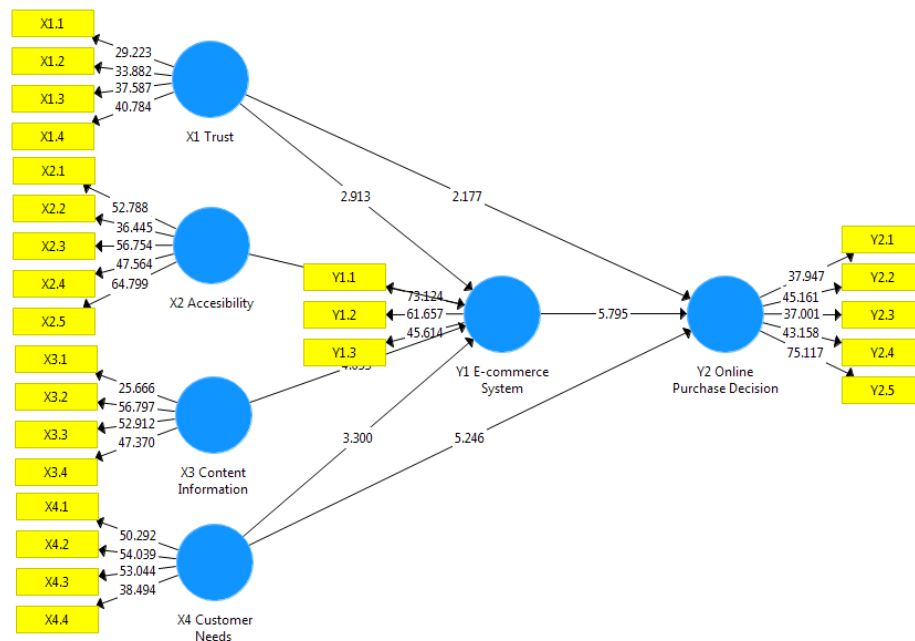 X1.1
29.223
X1.2
33.882
X1.3
37.587
40.784
X1.4
X1 Trust
X2.1
52.788
X2.2
36.445
X2.3
56.754
X2.4
47.564
64.799
X2.5
X2 Accesibility
X3.1
25.666
X3.2
56.797
X3.3
52.912
47.370
X3.4
X3 Content
Information
X4.1
50.292
X4.2
54.039
X4.3
53.044
38.494
X4.4
X4 Customer
Needs
2.913
2.177
3.300
5.246
Y1.1
73.124
Y1.2
61.657
45.614
Y1.3
Y1 E-commerce
System
5.795
Y2 Online
Purchase Decision
Y2.1
37.947
Y2.2
45.161
37.001
Y2.3
43.158
Y2.4
75.117
Y2.5